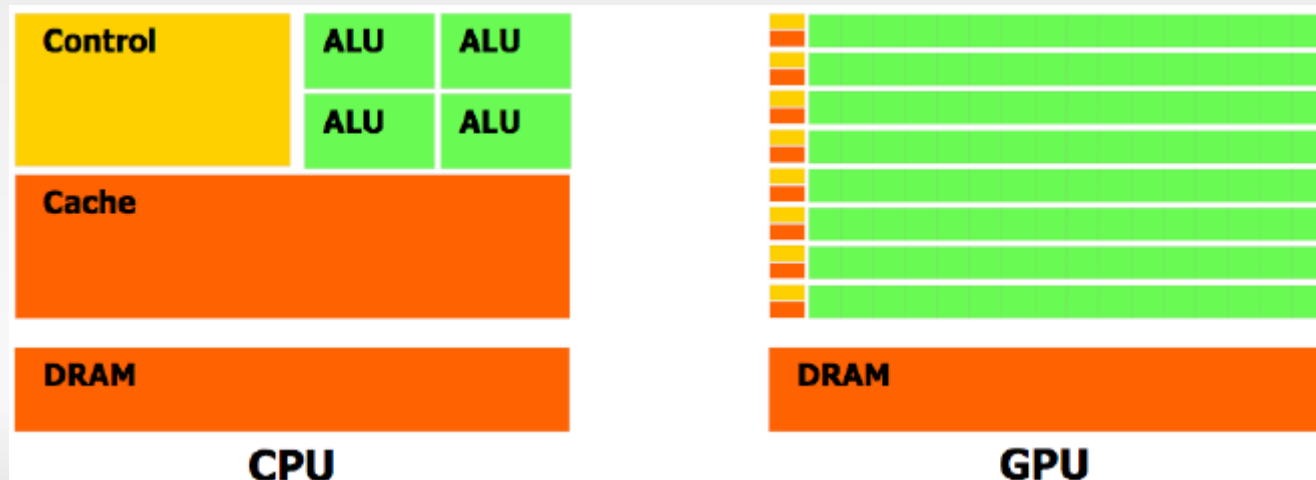 Control
ALU ALU
ALU ALU
Cache
DRAM
CPU
DRAM
GPU